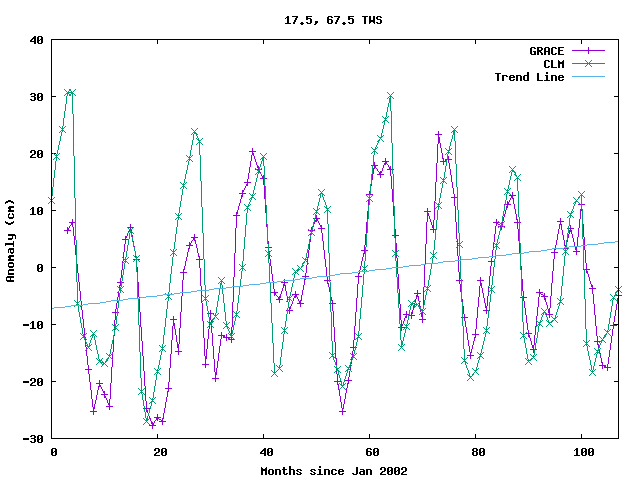 17.5, 67.5 TWS
GRACE
CLM
Trend Line
40
30
20
10
0
-10
-20
-30
Anomaly (cm)
0 20 40 60 80 100
Months since Jan 2002